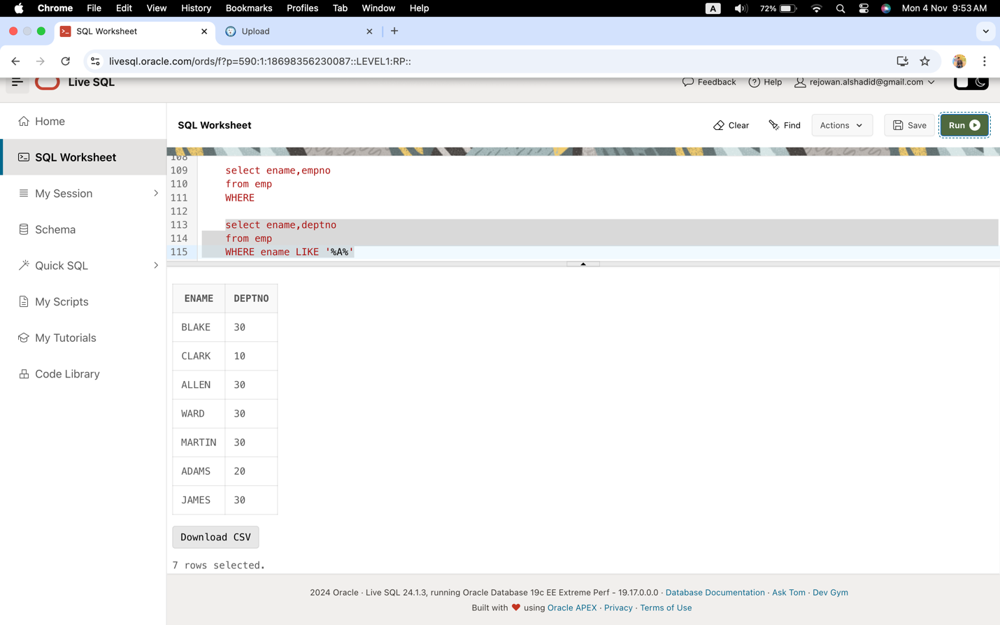 Chrome File Edit View History Bookmarks Profiles Tab Window Help A 72% Mon 4 Nov 9:53 AM
SQL Worksheet Upload
livesql.oracle.com/ords/f?p=590:1:18698356230087::LEVEL1:RP::
Live SQL Feedback Help rejowan.alshadid@gmail.com
Home
SQL Worksheet
My Session
Schema
Quick SQL
My Scripts
My Tutorials
Code Library
SQL Worksheet Clear Find Actions Save Run
108
109 select ename,empno
110 from emp
111 WHERE
112
113 select ename,deptno
114 from emp
115 WHERE ename LIKE '%A%'
ENAME DEPTNO
BLAKE 30
CLARK 10
ALLEN 30
WARD 30
MARTIN 30
ADAMS 20
JAMES 30
Download CSV
7 rows selected.
2024 Oracle · Live SQL 24.1.3, running Oracle Database 19c EE Extreme Perf - 19.17.0.0.0 · Database Documentation · Ask Tom · Dev Gym
Built with ❤ using Oracle APEX · Privacy · Terms of Use